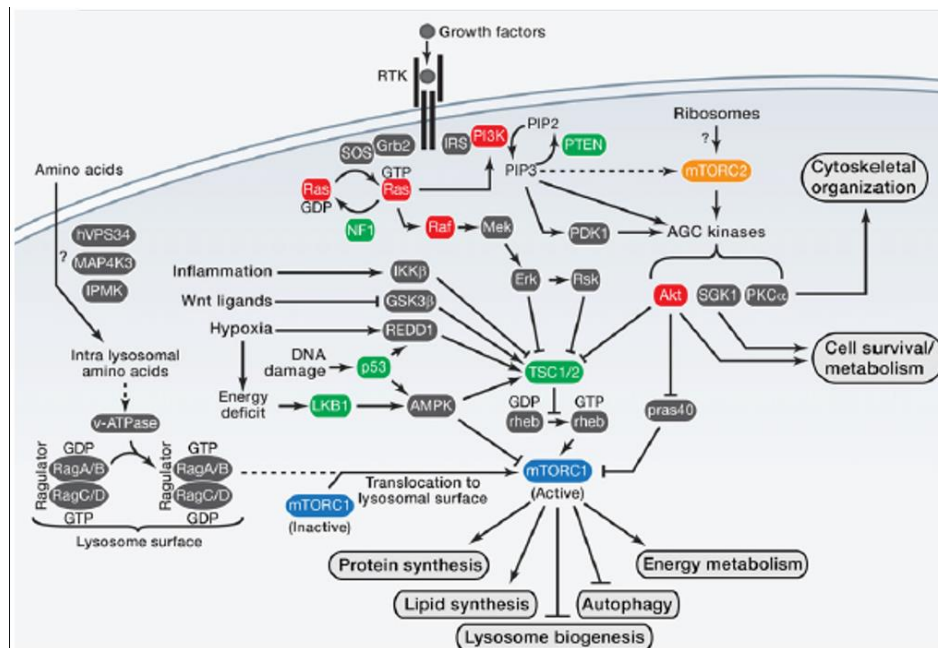 Growth factors
RTK
Ribosomes
?
SOS
Grb2
IRS
PI3K
PIP2
PTEN
PIP3
mTORC2
Cytoskeletal
organization
Amino acids
GTP
Ras
Ras
GDP
NF1
Raf
Mek
PDK1
AGC kinases
hVPS34
?
MAP4K3
IPMK
Inflammation
IKKβ
Erk
Rsk
Akt
SGK1
PKCα
Wnt ligands
GSK3β
Hypoxia
REDD1
Cell survival/
metabolism
Intra lysosomal
amino acids
DNA
damage
p53
TSC1/2
Energy
deficit
LKB1
AMPK
GDP
GTP
rheb
rheb
pras40
v-ATPase
Ragulator
GDP
RagA/B
RagC/D
GTP
Ragulator
GTP
RagA/B
RagC/D
GDP
Lysosome surface
mTORC1
(Inactive)
Translocation to
lysosomal surface
mTORC1
(Active)
Protein synthesis
Energy metabolism
Lipid synthesis
Autophagy
Lysosome biogenesis